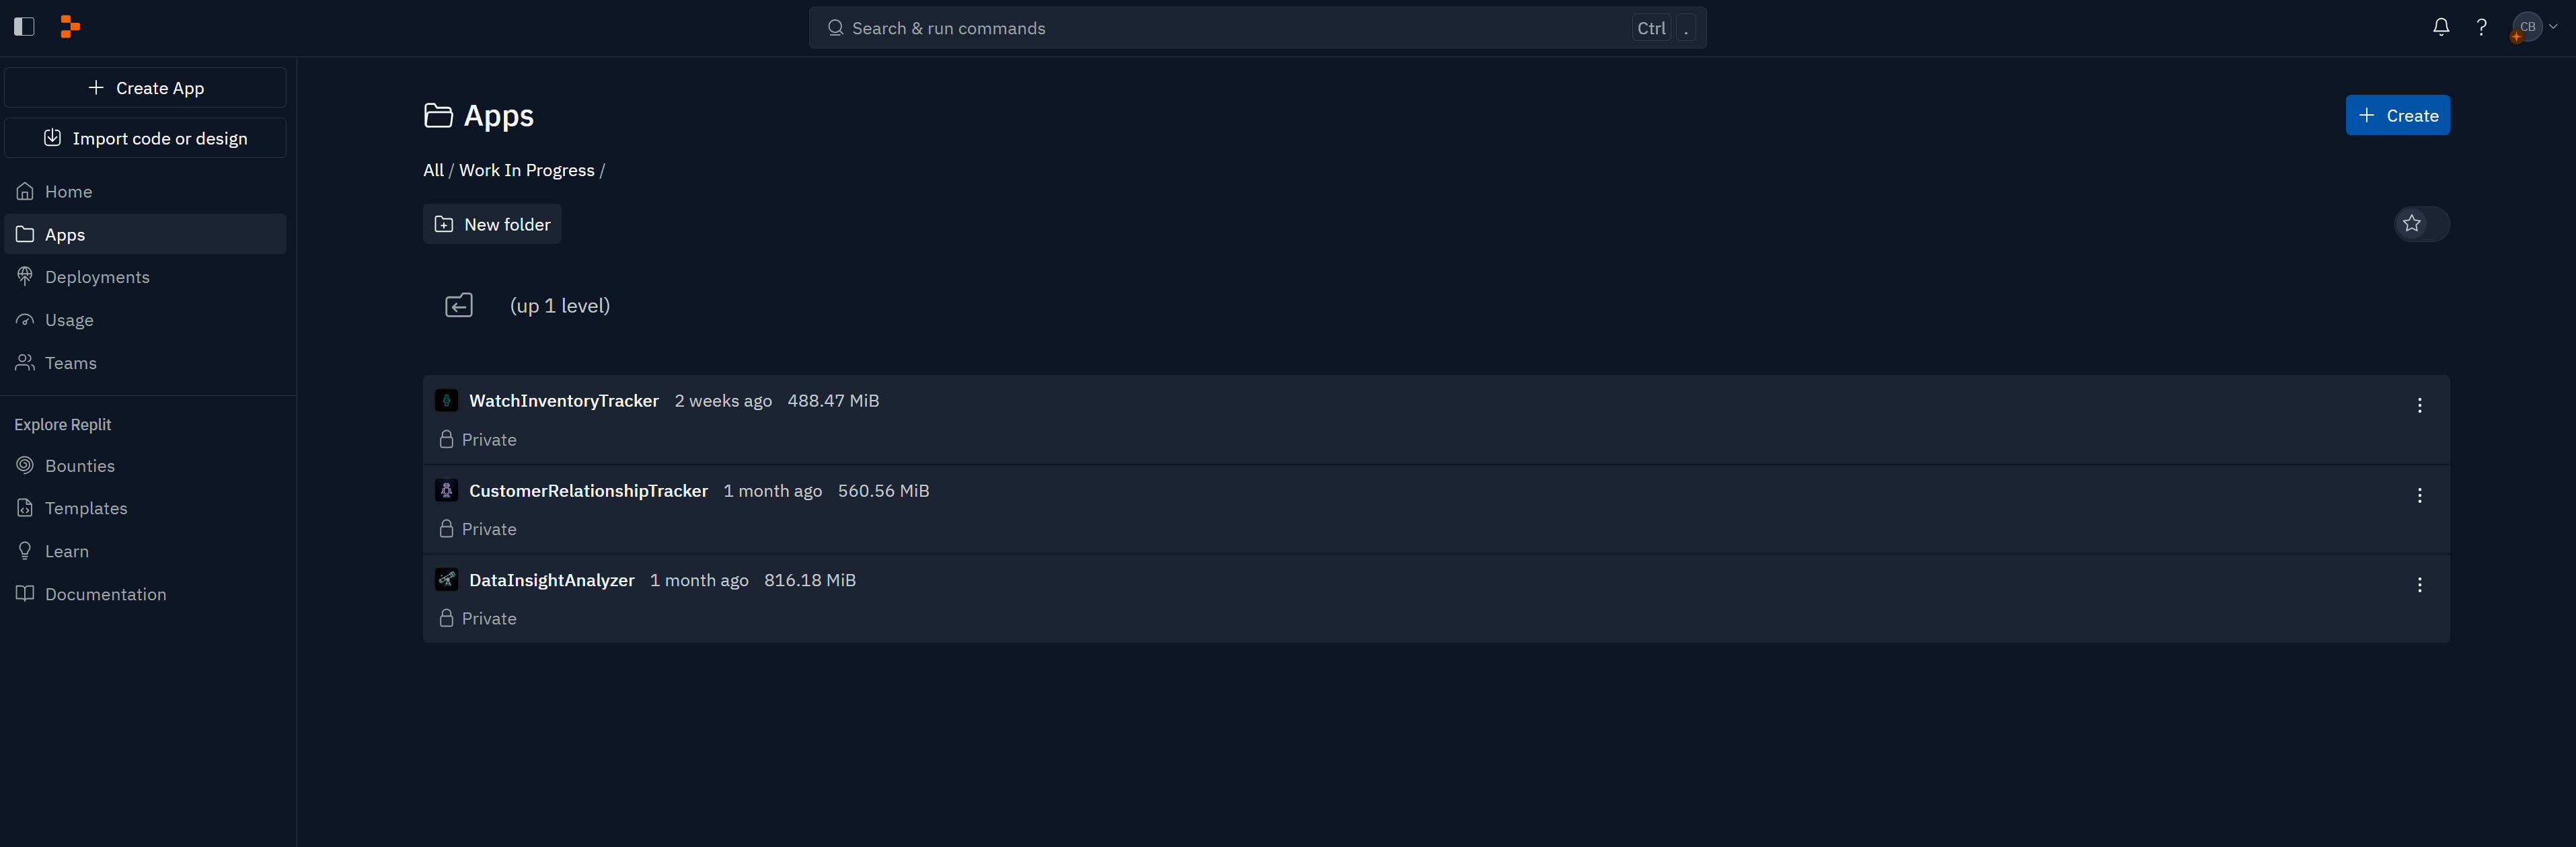 Search & run commands Ctrl .
CB
Create App
Import code or design
Home
Apps
Deployments
Usage
Teams
Explore Replit
Bounties
Templates
Learn
Documentation
Apps
Create
All / Work In Progress /
New folder
(up 1 level)
WatchInventoryTracker 2 weeks ago 488.47 MiB
Private
CustomerRelationshipTracker 1 month ago 560.56 MiB
Private
DataInsightAnalyzer 1 month ago 816.18 MiB
Private